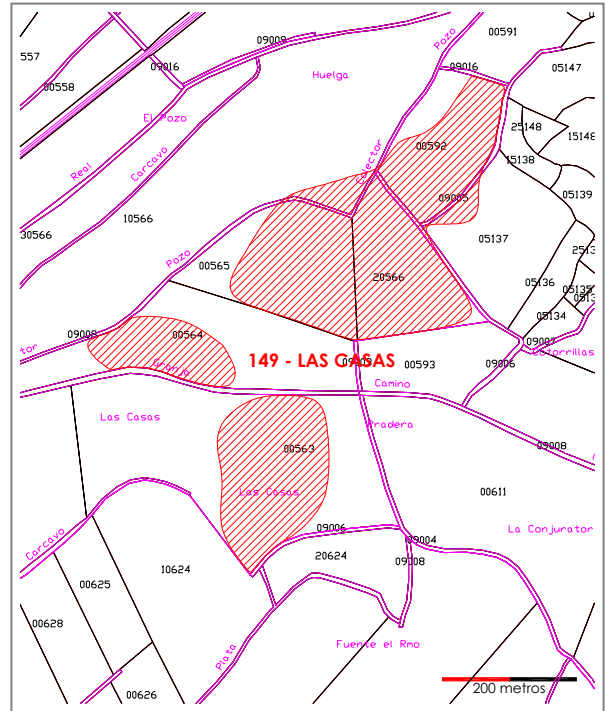 09009
00591
557
09016
Pozo
09016
05147
00558
Huelga
El Pozo
25148
15148
00592
15138
Real
Carcavo
Colector
05139
09005
10566
30566
05137
Pozo
00565
20566
05136
05135
05134
09008
00564
09007
tor
Granja
149 - LAS CASAS
00593
09006
Camino
Las Casas
Pradera
00563
09008
Las Casas
00611
09006
09004
La Conjurator
Carcavo
20624
09008
10624
00625
00628
Plata
Fuente el Rmo
00626
200 metros